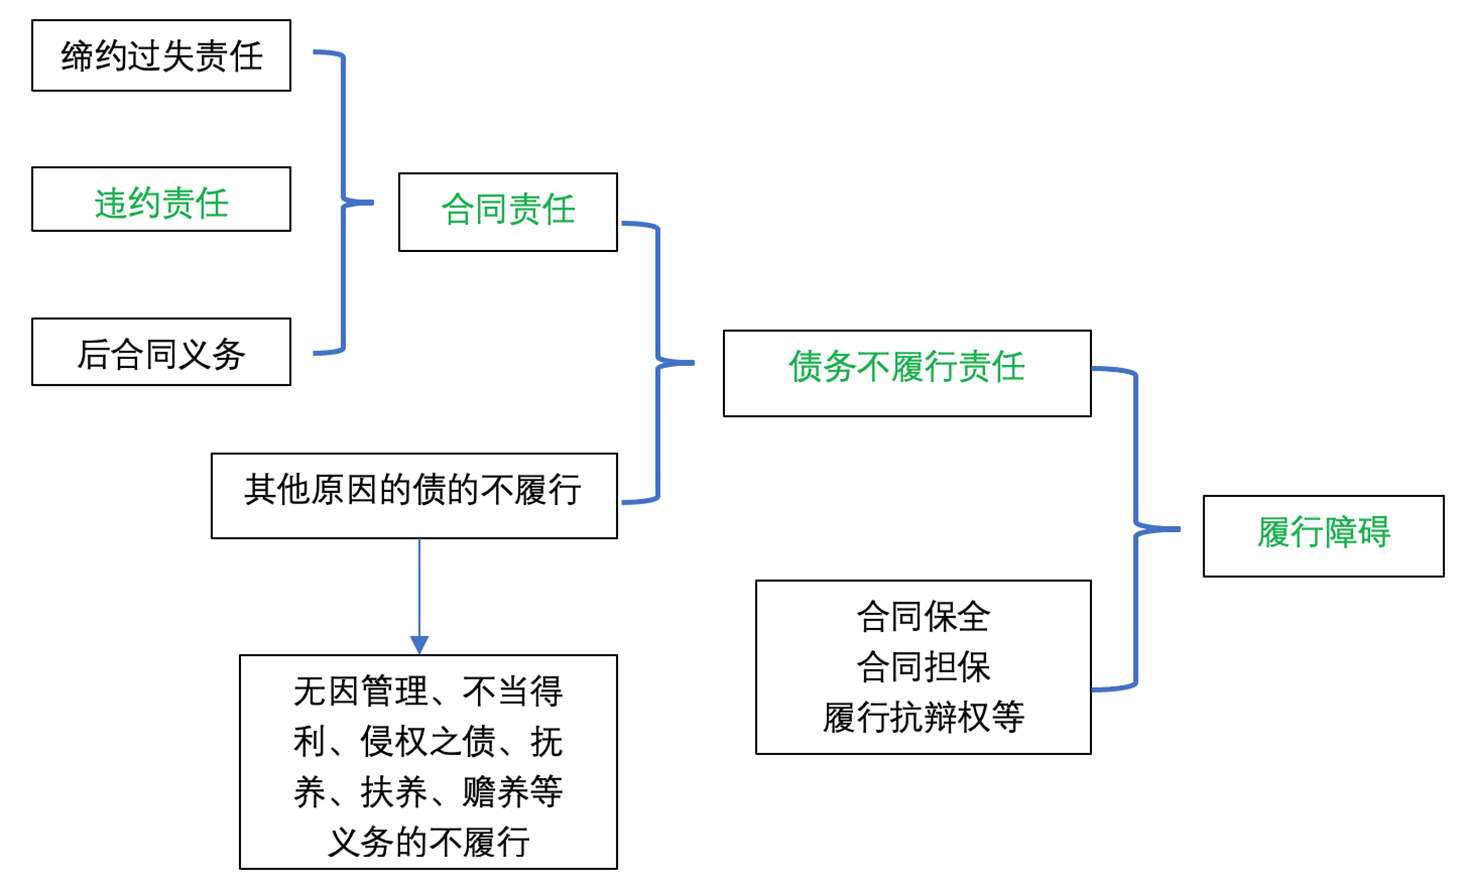 缔约过失责任
违约责任
合同责任
后合同义务
债务不履行责任
其他原因的债的不履行
履行障碍
合同保全
合同担保
履行抗辩权等
无因管理、不当得
利、侵权之债、抚
养、扶养、赡养等
义务的不履行